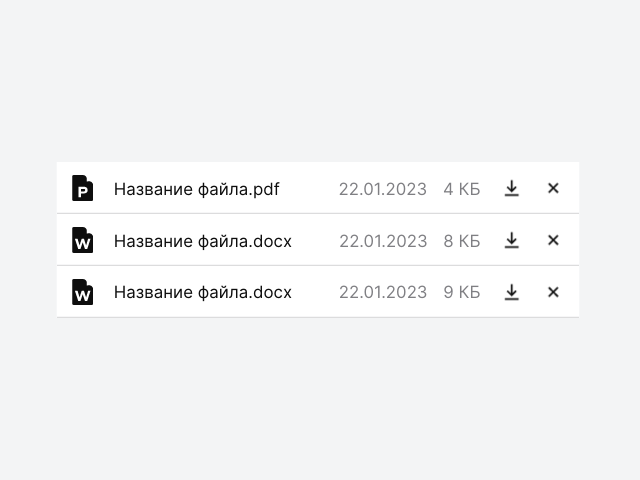 P Название файла.pdf 22.01.2023 4 КБ
W Название файла.docx 22.01.2023 8 КБ
W Название файла.docx 22.01.2023 9 КБ